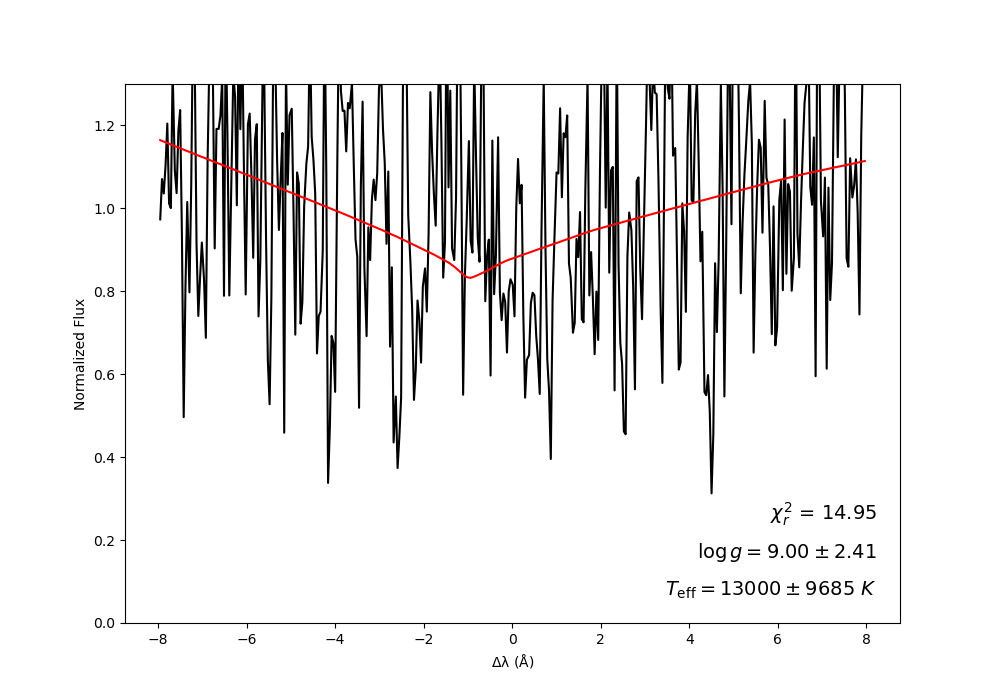 Normalized Flux
1.2
1.0
0.8
0.6
0.4
0.2
0.0
χ²ᵣ = 14.95
log g = 9.00 ± 2.41
T_eff = 13000 ± 9685 K
−8 −6 −4 −2 0 2 4 6 8
Δλ (Å)